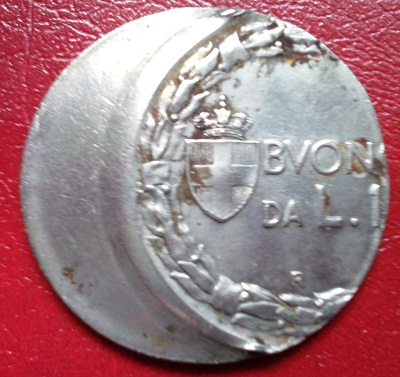 BVON
DA L. 1
R